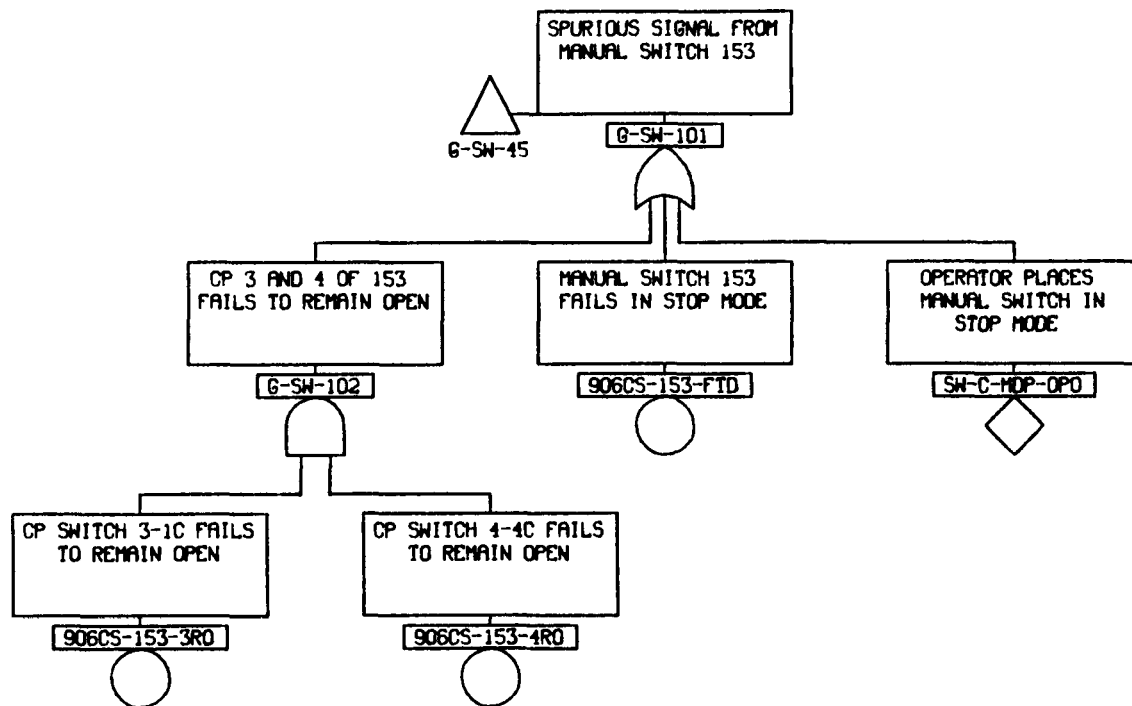 SPURIOUS SIGNAL FROM
MANUAL SWITCH 153
G-SW-45
G-SW-101
CP 3 AND 4 OF 153
FAILS TO REMAIN OPEN
MANUAL SWITCH 153
FAILS IN STOP MODE
OPERATOR PLACES
MANUAL SWITCH IN
STOP MODE
G-SW-102
906CS-153-FTD
SW-C-MDP-OPO
CP SWITCH 3-1C FAILS
TO REMAIN OPEN
CP SWITCH 4-4C FAILS
TO REMAIN OPEN
906CS-153-3RO
906CS-153-4RO